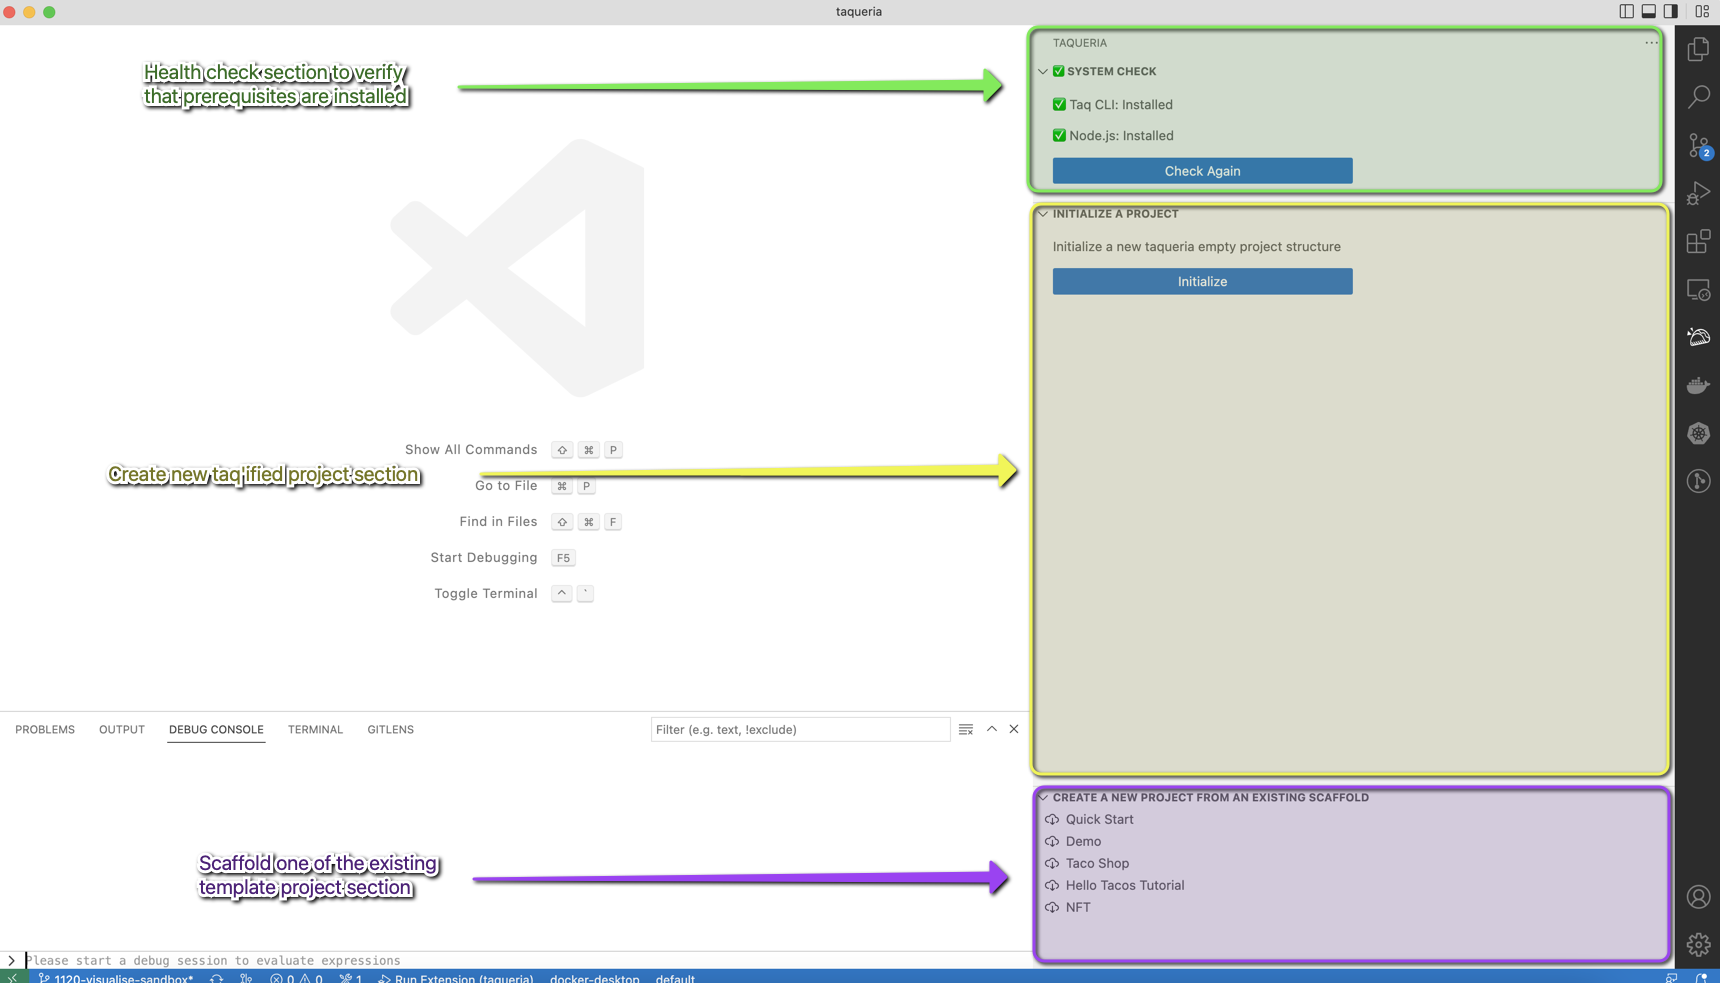 taqueria
Health check section to verify
that prerequisites are installed
TAQUERIA
SYSTEM CHECK
Taq CLI: Installed
Node.js: Installed
Check Again
2
INITIALIZE A PROJECT
Initialize a new taqueria empty project structure
Initialize
Show All Commands ⇧ ⌘ P
Create new taq ified project section
Go to File ⌘ P
Find in Files ⇧ ⌘ F
Start Debugging F5
Toggle Terminal ^ `
PROBLEMS OUTPUT DEBUG CONSOLE TERMINAL GITLENS
Filter (e.g. text, !exclude)
CREATE A NEW PROJECT FROM AN EXISTING SCAFFOLD
Quick Start
Demo
Taco Shop
Hello Tacos Tutorial
NFT
Scaffold one of the existing
template project section
Please start a debug session to evaluate expressions
1120-visualise-sandbox* 0 0 1 Run Extension (taqueria) docker-desktop default